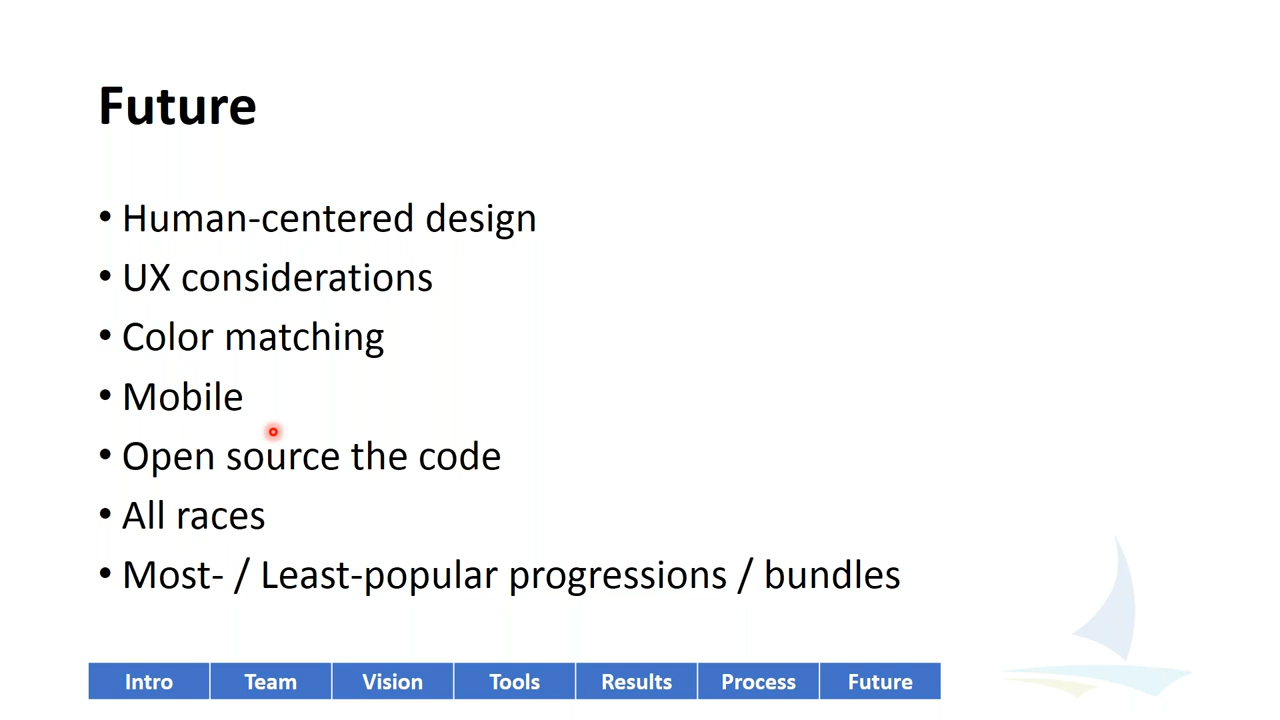 Future
• Human-centered design
• UX considerations
• Color matching
• Mobile
• Open source the code
• All races
• Most- / Least-popular progressions / bundles
Intro Team Vision Tools Results Process Future